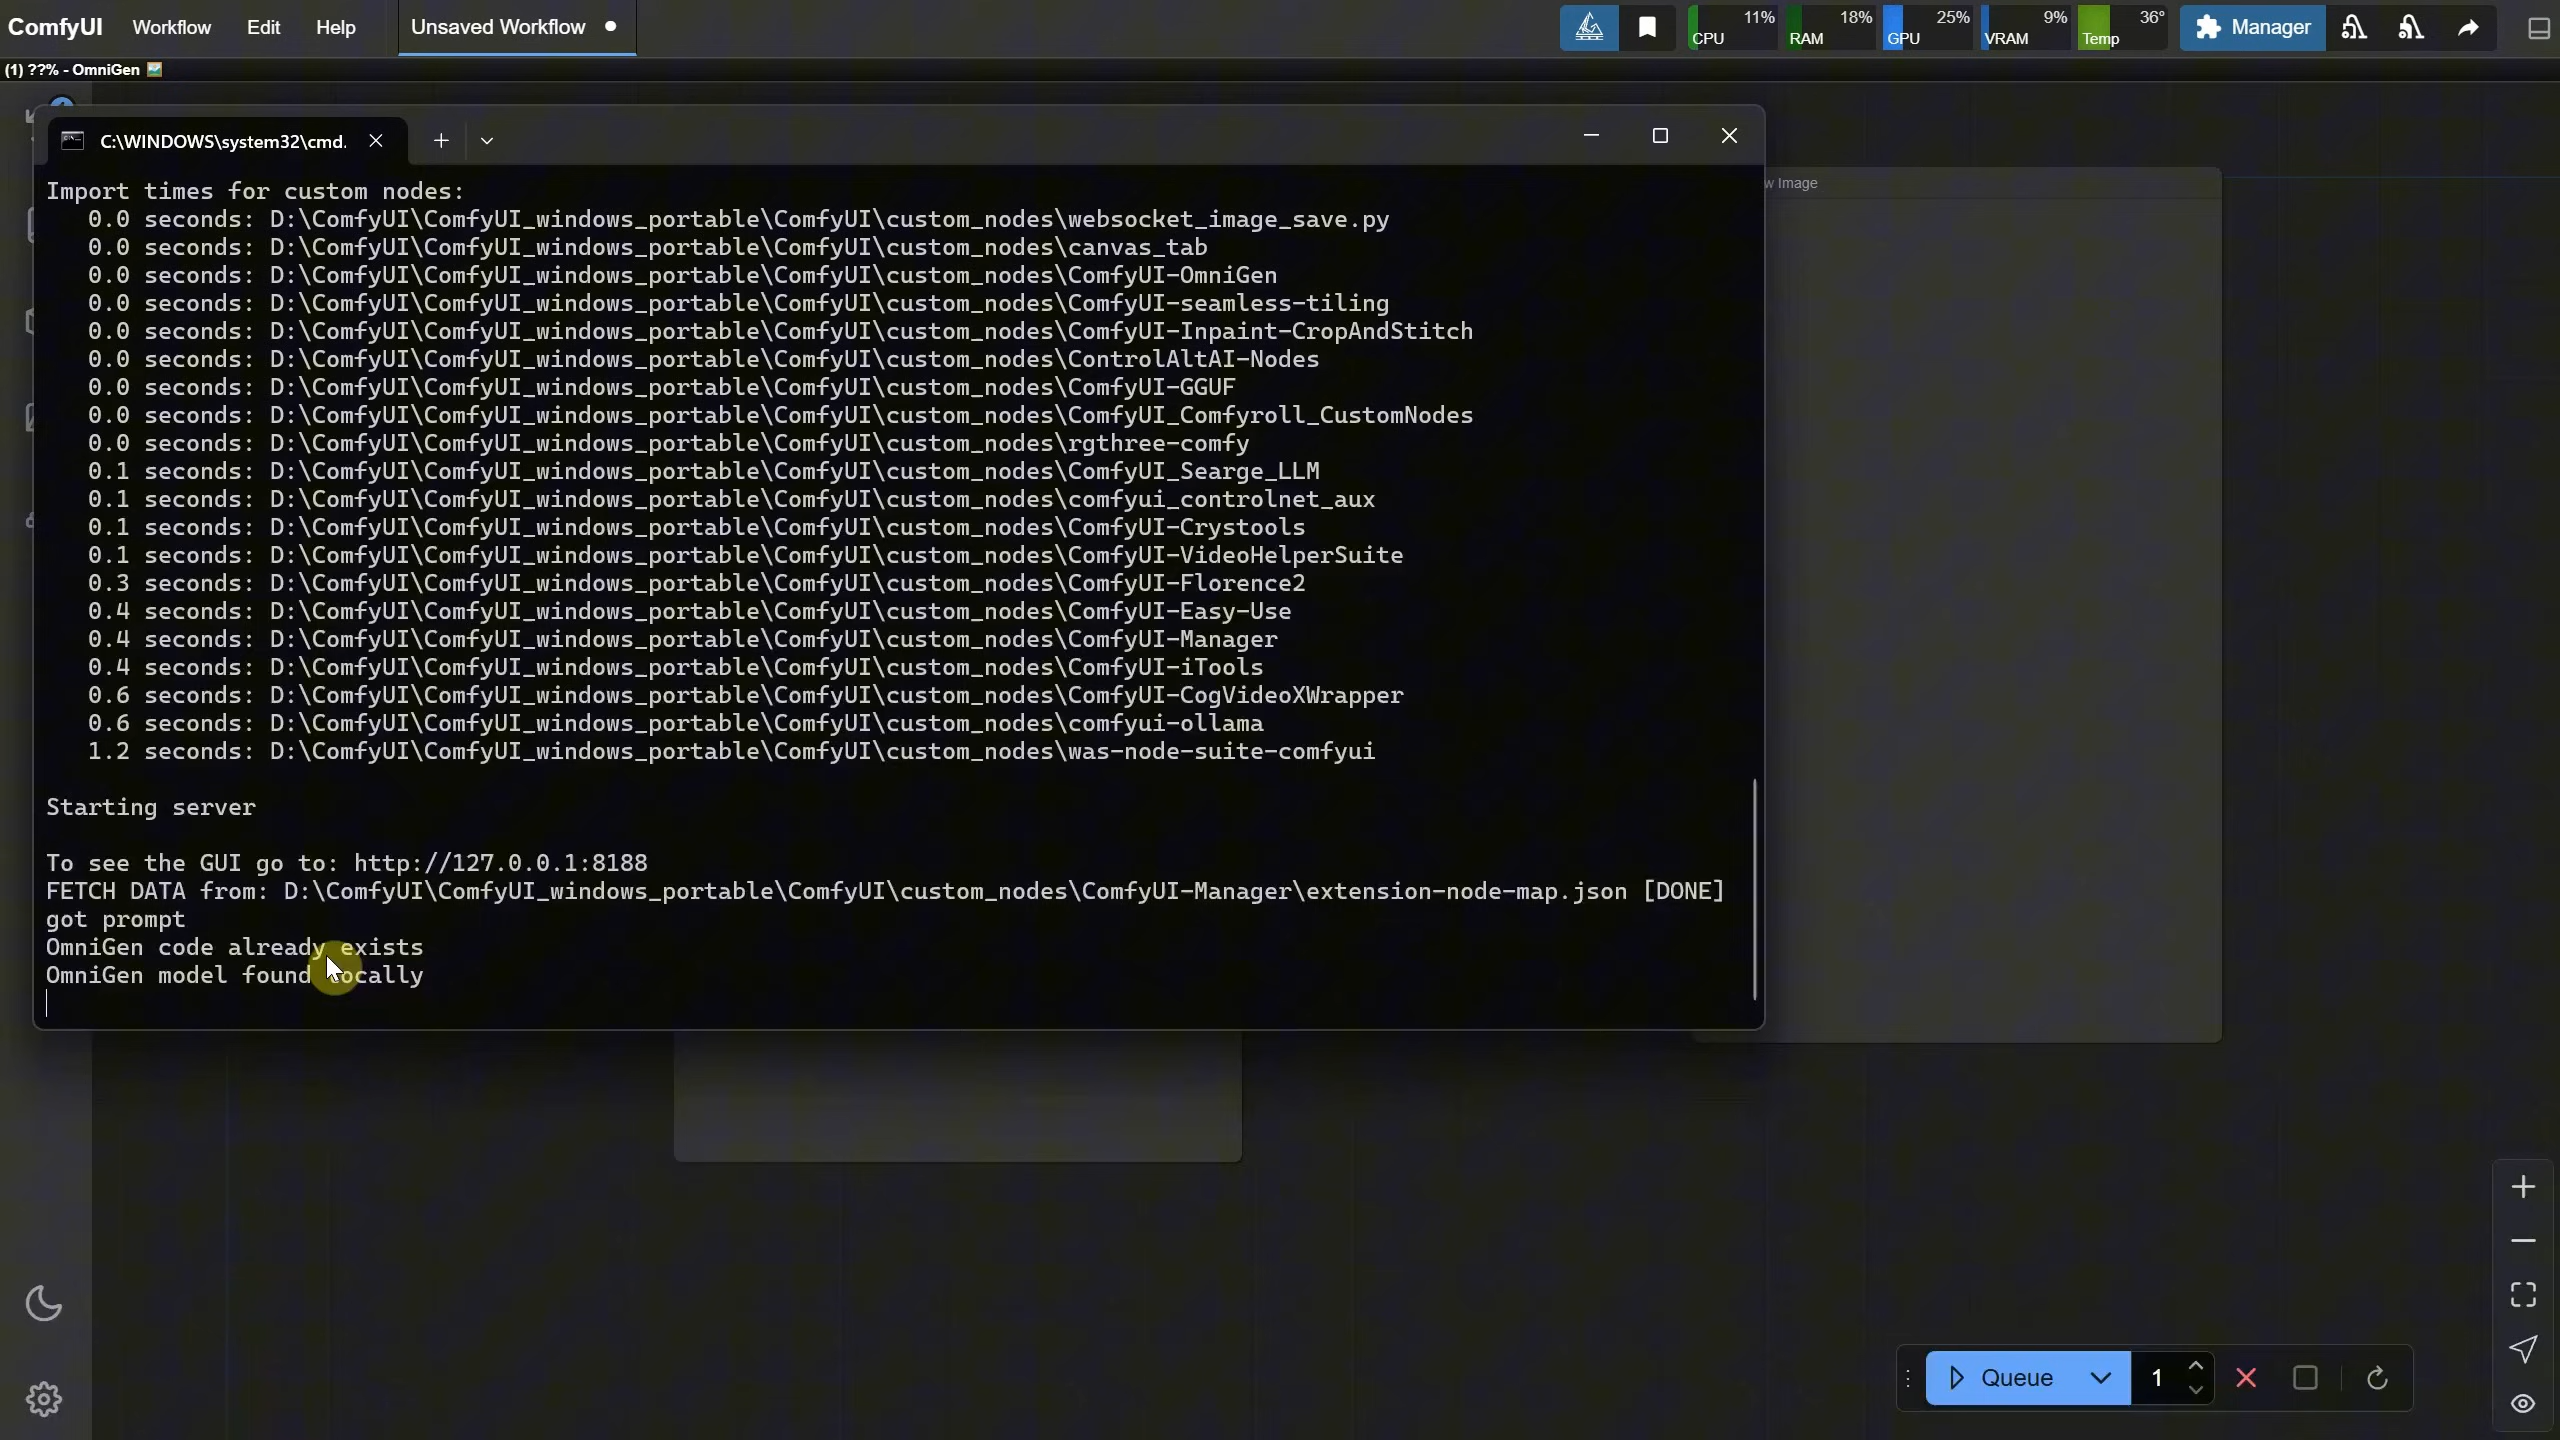 ComfyUI Workflow Edit Help Unsaved Workflow
CPU 11% RAM 18% GPU 25% VRAM 9% Temp 36° Manager
(1) ??% - OmniGen
C:\WINDOWS\system32\cmd.
w Image
Import times for custom nodes:
0.0 seconds: D:\ComfyUI\ComfyUI_windows_portable\ComfyUI\custom_nodes\websocket_image_save.py
0.0 seconds: D:\ComfyUI\ComfyUI_windows_portable\ComfyUI\custom_nodes\canvas_tab
0.0 seconds: D:\ComfyUI\ComfyUI_windows_portable\ComfyUI\custom_nodes\ComfyUI-OmniGen
0.0 seconds: D:\ComfyUI\ComfyUI_windows_portable\ComfyUI\custom_nodes\ComfyUI-seamless-tiling
0.0 seconds: D:\ComfyUI\ComfyUI_windows_portable\ComfyUI\custom_nodes\ComfyUI-Inpaint-CropAndStitch
0.0 seconds: D:\ComfyUI\ComfyUI_windows_portable\ComfyUI\custom_nodes\ControlAltAI-Nodes
0.0 seconds: D:\ComfyUI\ComfyUI_windows_portable\ComfyUI\custom_nodes\ComfyUI-GGUF
0.0 seconds: D:\ComfyUI\ComfyUI_windows_portable\ComfyUI\custom_nodes\ComfyUI_Comfyroll_CustomNodes
0.0 seconds: D:\ComfyUI\ComfyUI_windows_portable\ComfyUI\custom_nodes\rgthree-comfy
0.1 seconds: D:\ComfyUI\ComfyUI_windows_portable\ComfyUI\custom_nodes\ComfyUI_Searge_LLM
0.1 seconds: D:\ComfyUI\ComfyUI_windows_portable\ComfyUI\custom_nodes\comfyui_controlnet_aux
0.1 seconds: D:\ComfyUI\ComfyUI_windows_portable\ComfyUI\custom_nodes\ComfyUI-Crystools
0.1 seconds: D:\ComfyUI\ComfyUI_windows_portable\ComfyUI\custom_nodes\ComfyUI-VideoHelperSuite
0.3 seconds: D:\ComfyUI\ComfyUI_windows_portable\ComfyUI\custom_nodes\ComfyUI-Florence2
0.4 seconds: D:\ComfyUI\ComfyUI_windows_portable\ComfyUI\custom_nodes\ComfyUI-Easy-Use
0.4 seconds: D:\ComfyUI\ComfyUI_windows_portable\ComfyUI\custom_nodes\ComfyUI-Manager
0.4 seconds: D:\ComfyUI\ComfyUI_windows_portable\ComfyUI\custom_nodes\ComfyUI-iTools
0.6 seconds: D:\ComfyUI\ComfyUI_windows_portable\ComfyUI\custom_nodes\ComfyUI-CogVideoXWrapper
0.6 seconds: D:\ComfyUI\ComfyUI_windows_portable\ComfyUI\custom_nodes\comfyui-ollama
1.2 seconds: D:\ComfyUI\ComfyUI_windows_portable\ComfyUI\custom_nodes\was-node-suite-comfyui
Starting server
To see the GUI go to: http://127.0.0.1:8188
FETCH DATA from: D:\ComfyUI\ComfyUI_windows_portable\ComfyUI\custom_nodes\ComfyUI-Manager\extension-node-map.json [DONE]
got prompt
OmniGen code already exists
OmniGen model found locally
Queue 1